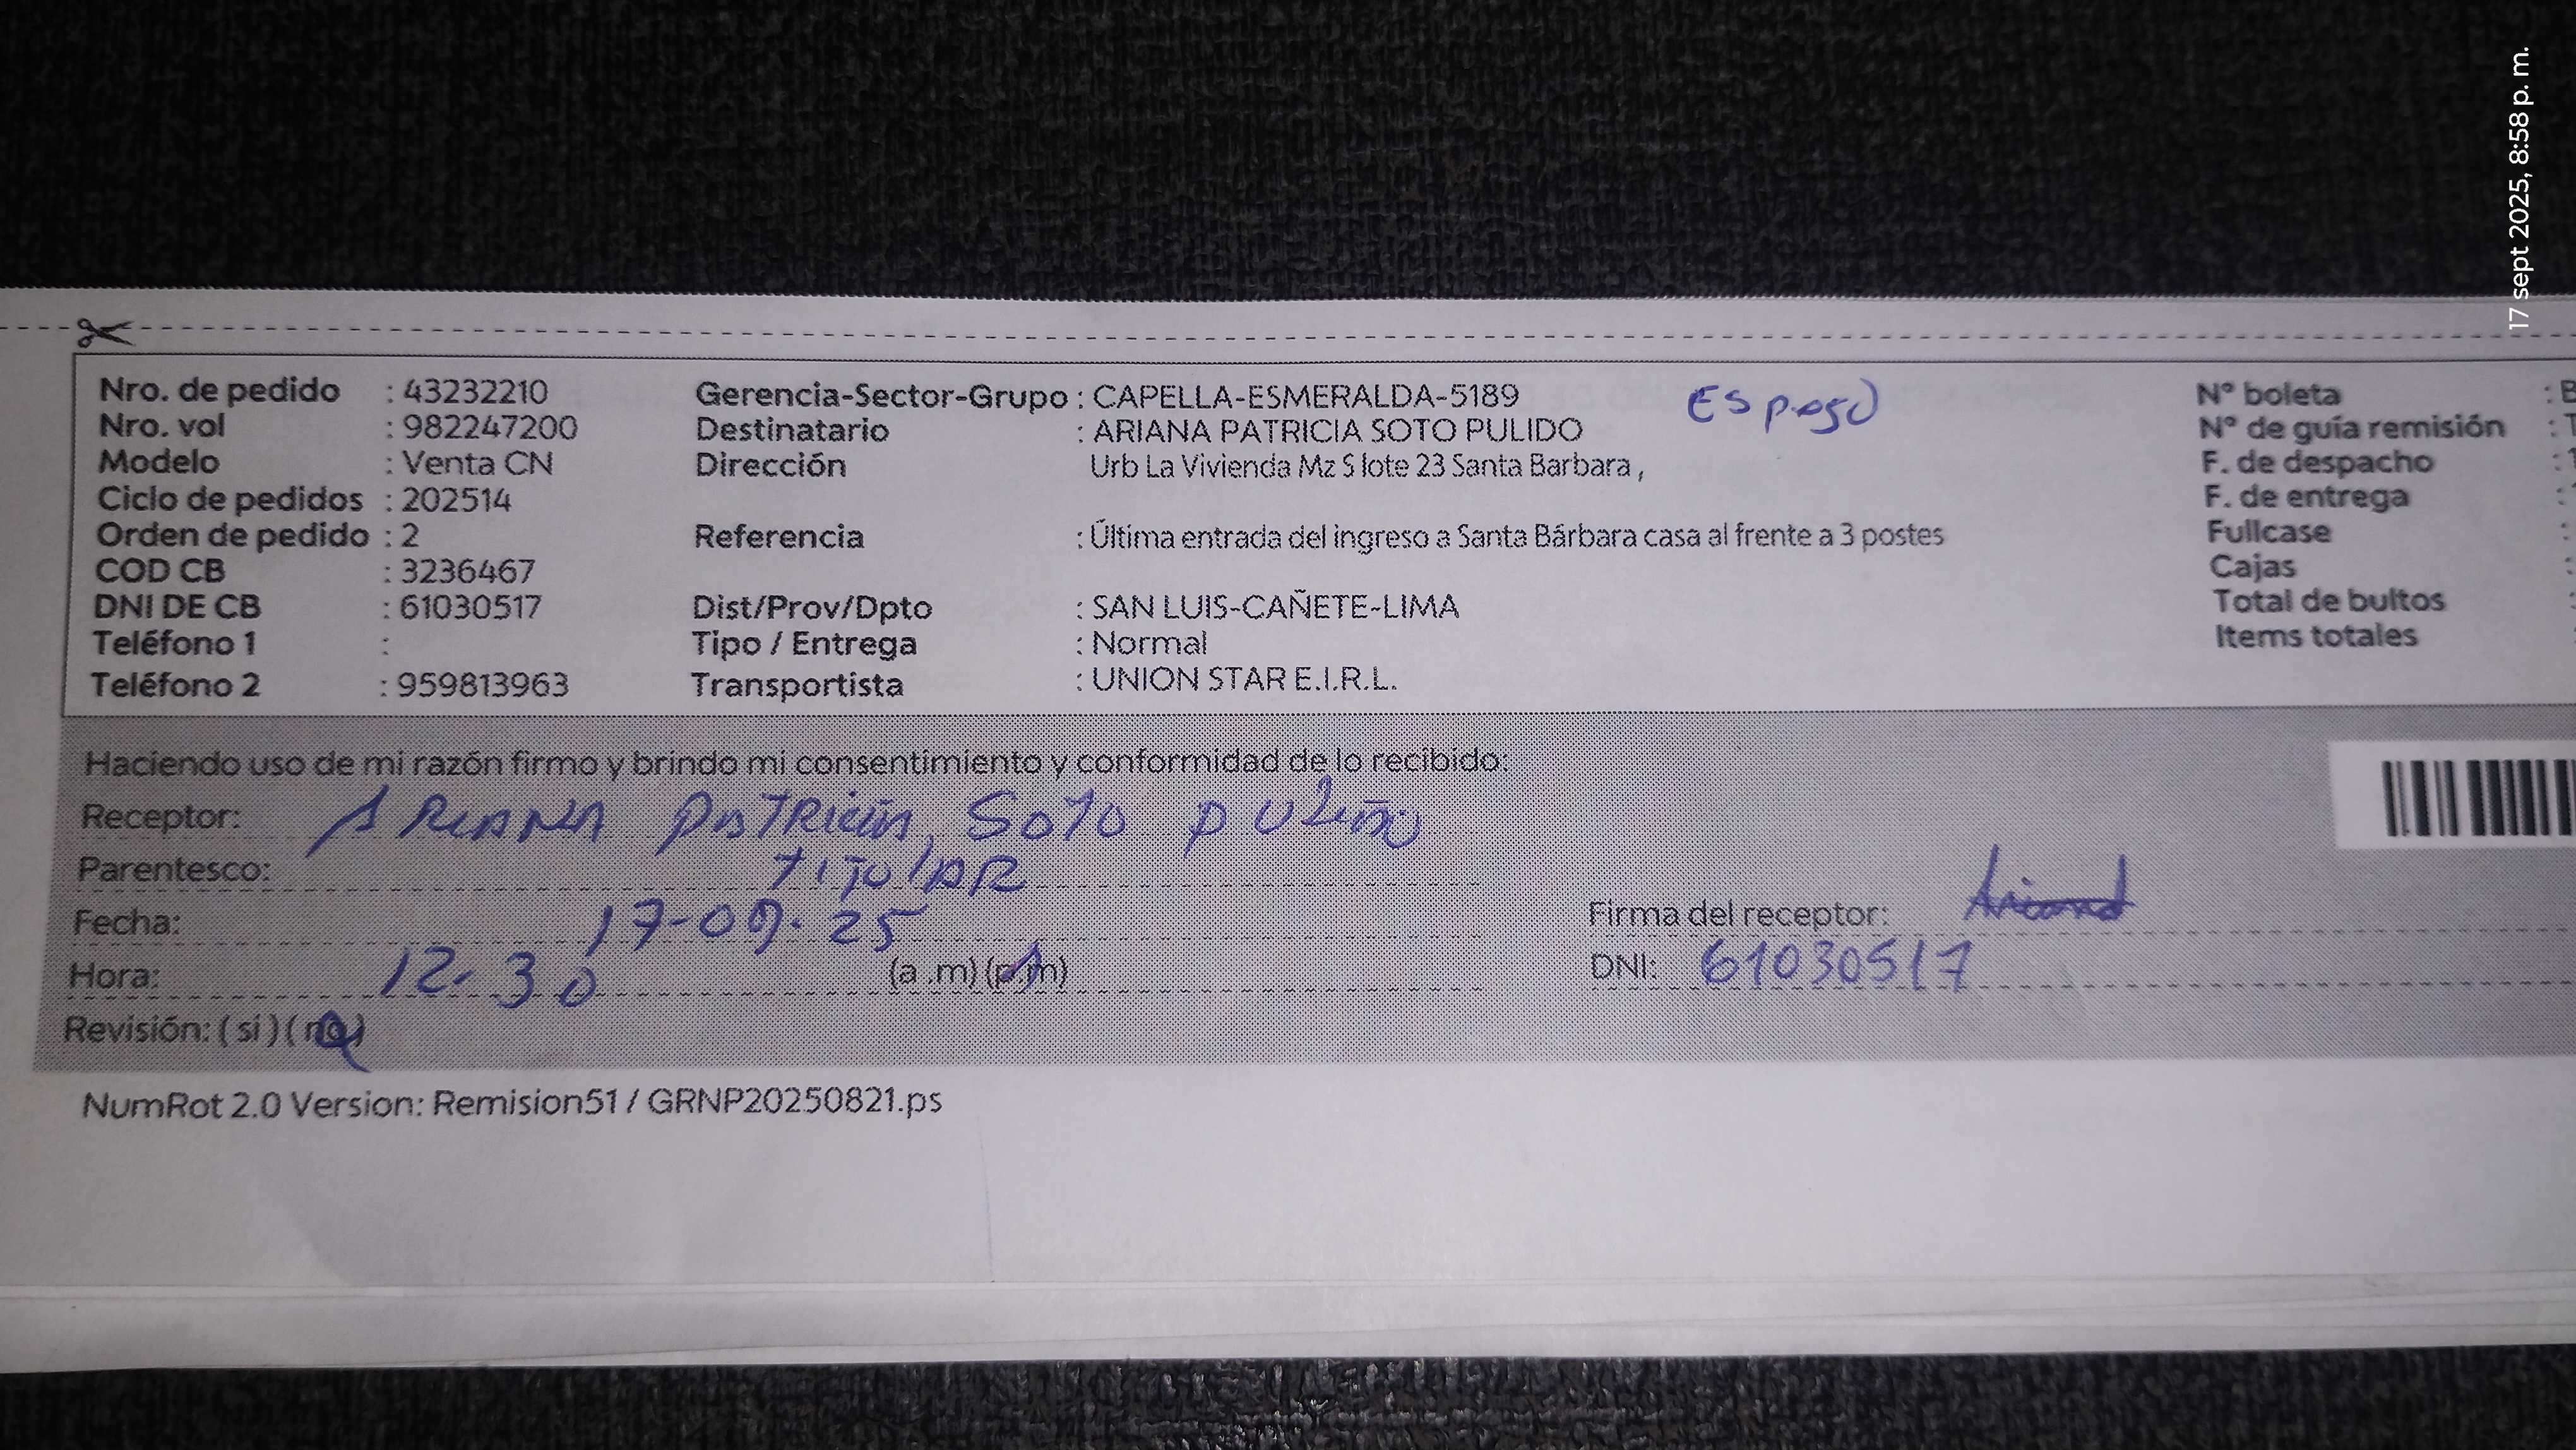 17 sept 2025, 8:58 p. m.
Nro. de pedido : 43232210 Gerencia-Sector-Grupo : CAPELLA-ESMERALDA-5189 Esposo Nº boleta : B
Nro. vol : 982247200 Destinatario : ARIANA PATRICIA SOTO PULIDO Nº de guía remisión : T
Modelo : Venta CN Dirección Urb La Vivienda Mz S lote 23 Santa Barbara , F. de despacho : 1
Ciclo de pedidos : 202514 F. de entrega :
Orden de pedido : 2 Referencia : Última entrada del ingreso a Santa Bárbara casa al frente a 3 postes Fullcase :
COD CB : 3236467 Cajas :
DNI DE CB : 61030517 Dist/Prov/Dpto : SAN LUIS-CAÑETE-LIMA Total de bultos :
Teléfono 1 : Tipo / Entrega : Normal Items totales
Teléfono 2 : 959813963 Transportista : UNION STAR E.I.R.L.
Haciendo uso de mi razón firmo y brindo mi consentimiento y conformidad de lo recibido:
Receptor: ARIANA PATRICIA, SOTO PULIDO
Parentesco: TITULAR
Fecha: 17-09-25 Firma del receptor:
Hora: 12.30 (a .m) (p.m) DNI: 61030517
Revisión: ( si ) ( no )
NumRot 2.0 Version: Remision51 / GRNP20250821.ps